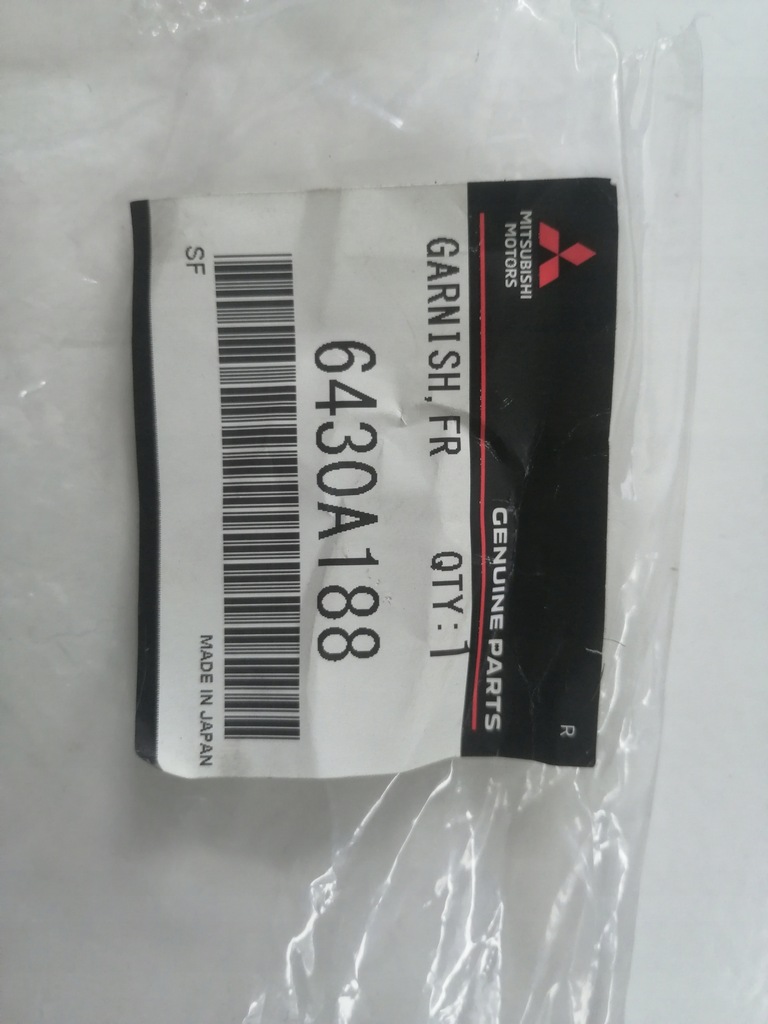 MITSUBISHI
MOTORS
GENUINE PARTS
R
GARNISH,FR QTY:1
6430A188
SF
MADE IN JAPAN